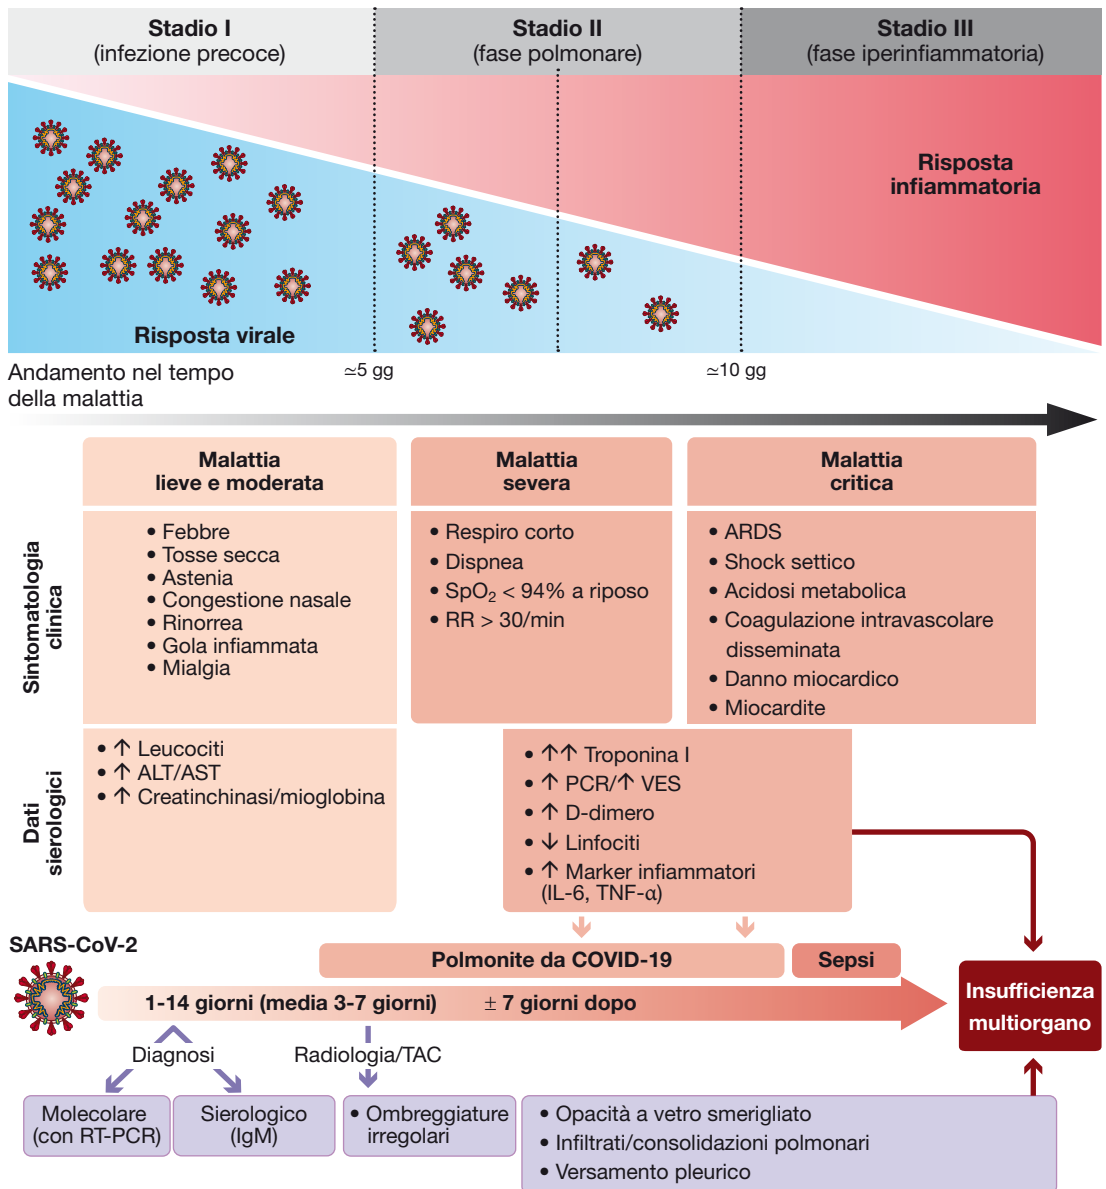 Stadio I
(infezione precoce)
Stadio II
(fase polmonare)
Stadio III
(fase iperinfiammatoria)
Risposta
infiammatoria
Risposta virale
Andamento nel tempo
della malattia
≃5 gg
≃10 gg
Malattia
lieve e moderata
Malattia
severa
Malattia
critica
Sintomatologia
clinica
• Febbre
• Tosse secca
• Astenia
• Congestione nasale
• Rinorrea
• Gola infiammata
• Mialgia
• Respiro corto
• Dispnea
• SpO₂ < 94% a riposo
• RR > 30/min
• ARDS
• Shock settico
• Acidosi metabolica
• Coagulazione intravascolare
disseminata
• Danno miocardico
• Miocardite
Dati
sierologici
• ↑ Leucociti
• ↑ ALT/AST
• ↑ Creatinchinasi/mioglobina
• ↑↑ Troponina I
• ↑ PCR/↑ VES
• ↑ D-dimero
• ↓ Linfociti
• ↑ Marker infiammatori
(IL-6, TNF-α)
SARS-CoV-2
Polmonite da COVID-19
Sepsi
1-14 giorni (media 3-7 giorni)
± 7 giorni dopo
Insufficienza
multiorgano
Diagnosi
Radiologia/TAC
Molecolare
(con RT-PCR)
Sierologico
(IgM)
• Ombreggiature
irregolari
• Opacità a vetro smerigliato
• Infiltrati/consolidazioni polmonari
• Versamento pleurico